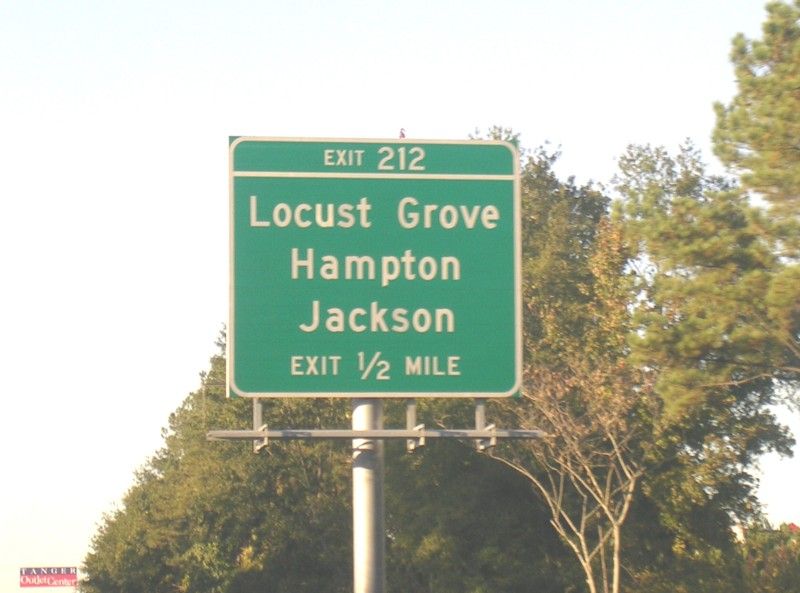 EXIT 212
Locust Grove
Hampton
Jackson
EXIT 1/2 MILE
TANGER
Outlet Center